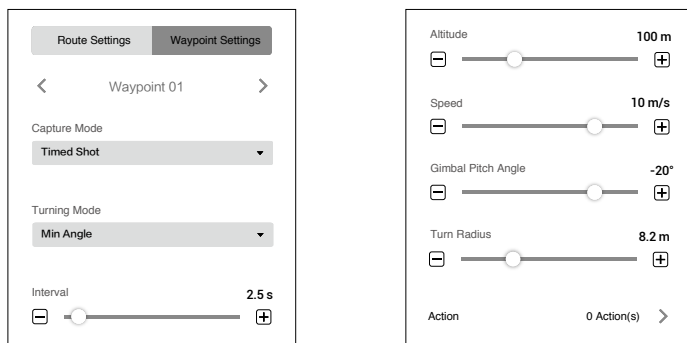 Route Settings
Waypoint Settings
Waypoint 01
Capture Mode
Timed Shot
Turning Mode
Min Angle
Interval
2.5 s
Altitude
100 m
Speed
10 m/s
Gimbal Pitch Angle
-20°
Turn Radius
8.2 m
Action
0 Action(s)